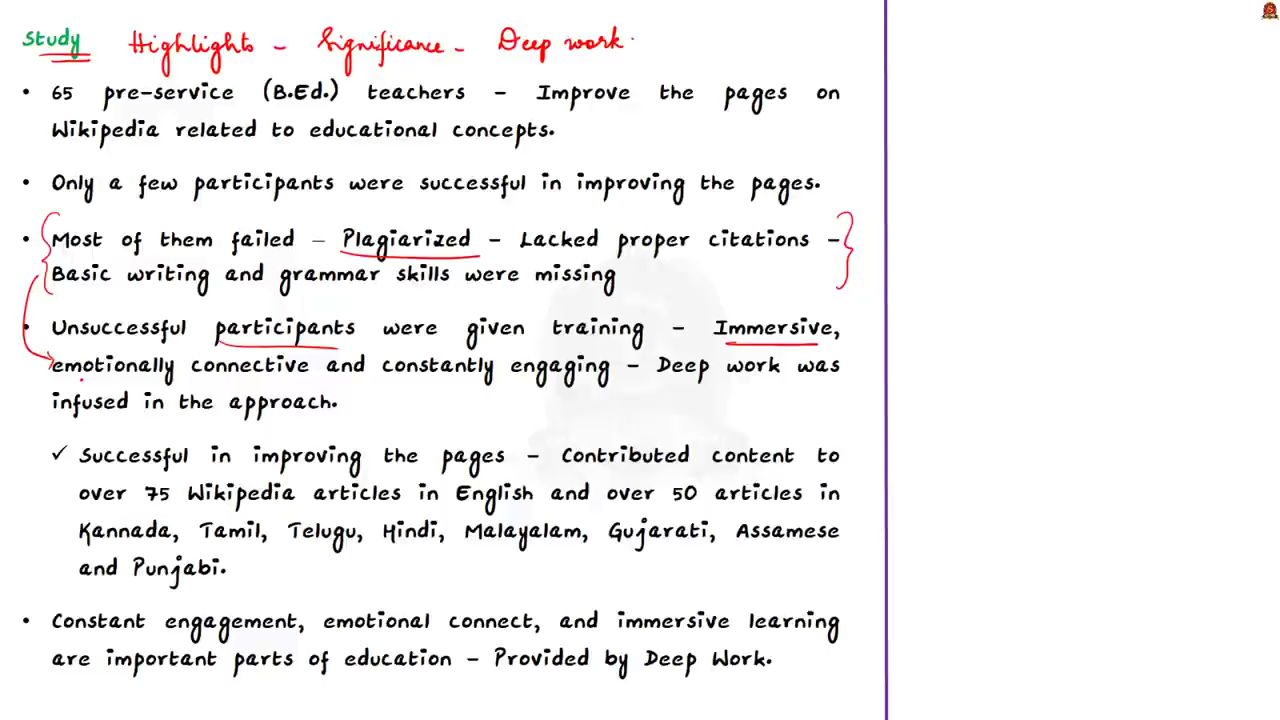 Study Highlights - Significance - Deep work.
• 65 pre-service (B.Ed.) teachers - Improve the pages on
Wikipedia related to educational concepts.
• Only a few participants were successful in improving the pages.
• Most of them failed - Plagiarized - Lacked proper citations -
Basic writing and grammar skills were missing
• Unsuccessful participants were given training - Immersive,
emotionally connective and constantly engaging - Deep work was
infused in the approach.
✓ Successful in improving the pages - Contributed content to
over 75 Wikipedia articles in English and over 50 articles in
Kannada, Tamil, Telugu, Hindi, Malayalam, Gujarati, Assamese
and Punjabi.
• Constant engagement, emotional connect, and immersive learning
are important parts of education - Provided by Deep Work.